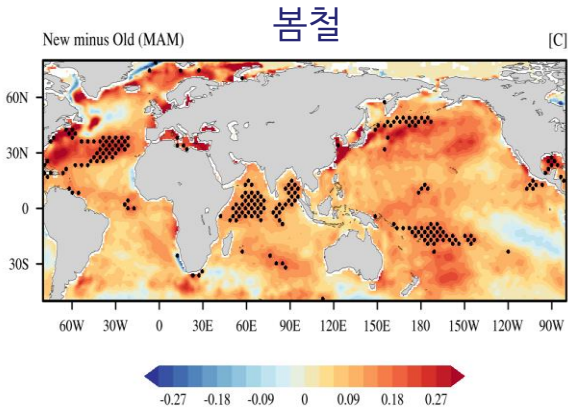 봄철
New minus Old (MAM) [C]
60N
30N
0
30S
60W 30W 0 30E 60E 90E 120E 150E 180 150W 120W 90W
-0.27 -0.18 -0.09 0 0.09 0.18 0.27